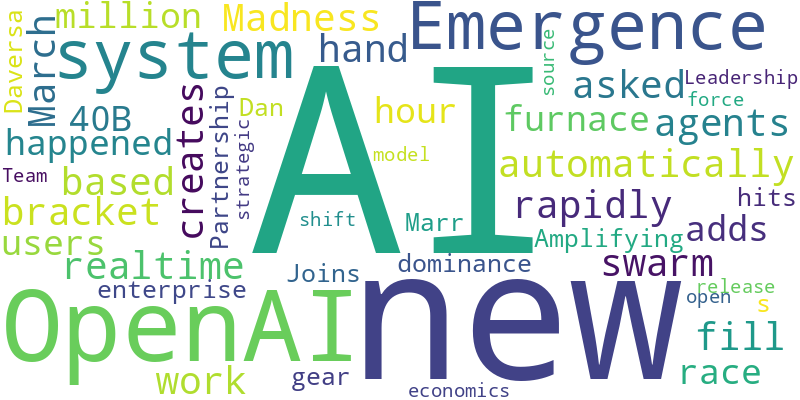 million
Madness
Emergence
Daversa
March
system
hand
source
asked
Leadership
force
40B
creates
Partnership
Dan
hour
furnace
agents
happened
strategic
model
AI
automatically
Team
based
rapidly
hits
bracket
shift
Marr
Amplifying
adds
users
realtime
Joins
dominance
swarm
enterprise
OpenAI
new
release
open
s
fill
work
gear
economics
race